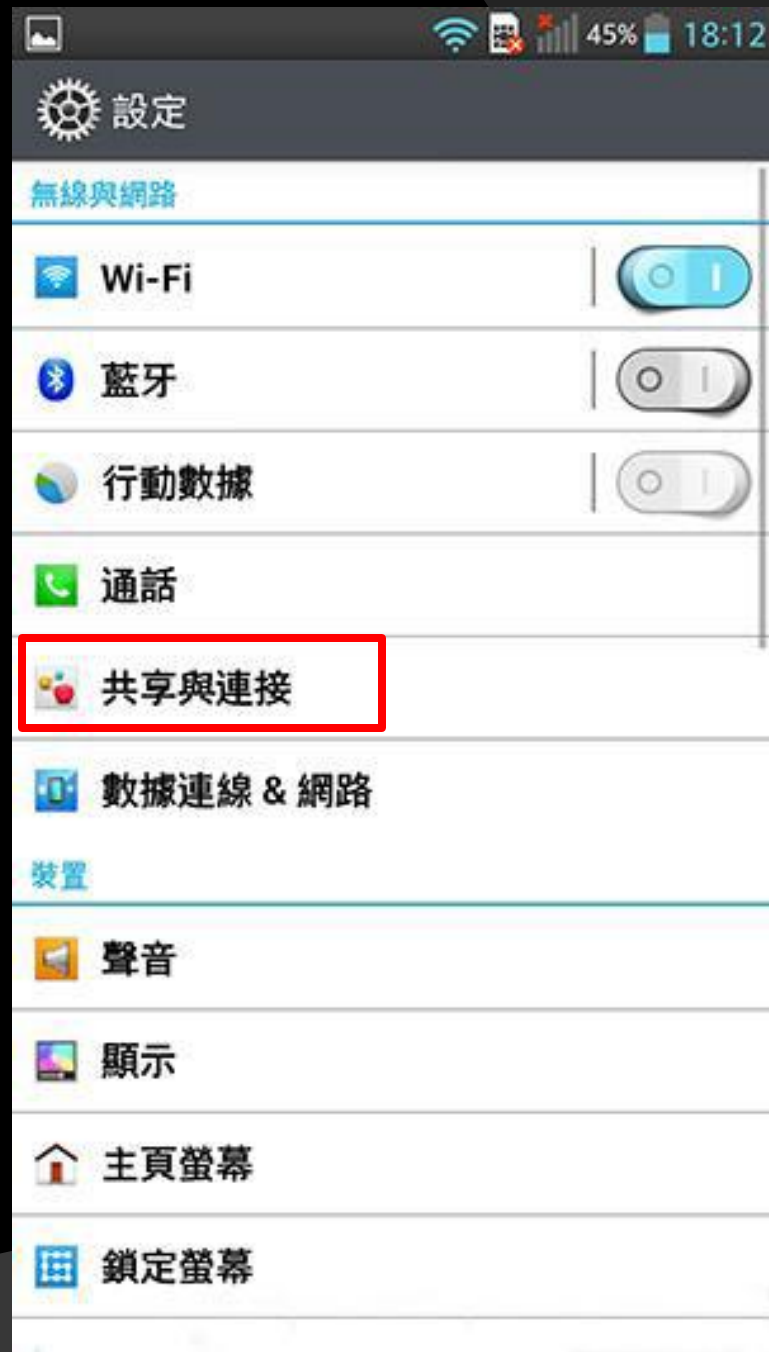 45% 18:12
設定
無線與網路
Wi-Fi
藍牙
行動數據
通話
共享與連接
數據連線 & 網路
裝置
聲音
顯示
主頁螢幕
鎖定螢幕